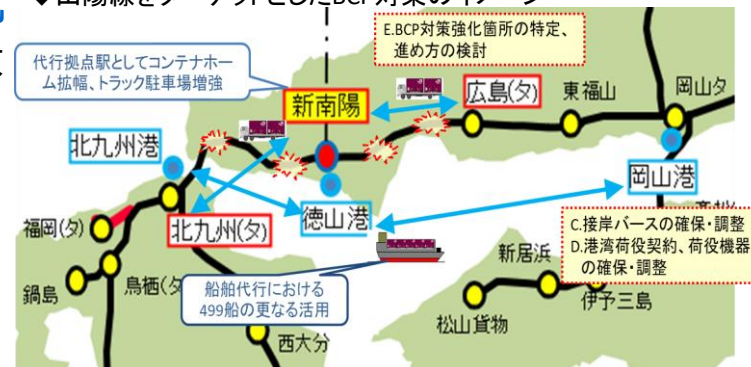 ◆山陽線をターゲットとしたBCP対策のイメージ
E.BCP対策強化箇所の特定、
進め方の検討
代行拠点駅としてコンテナホー
ム拡幅、トラック駐車場増強
新南陽
広島(タ)
東福山
岡山タ
北九州港
岡山港
福岡(タ)
北九州(タ)
徳山港
C.接岸バースの確保・調整
D.港湾荷役契約、荷役機器
の確保・調整
鍋島
鳥栖(タ
船舶代行における
499船の更なる活用
新居浜
伊予三島
松山貨物
西大分